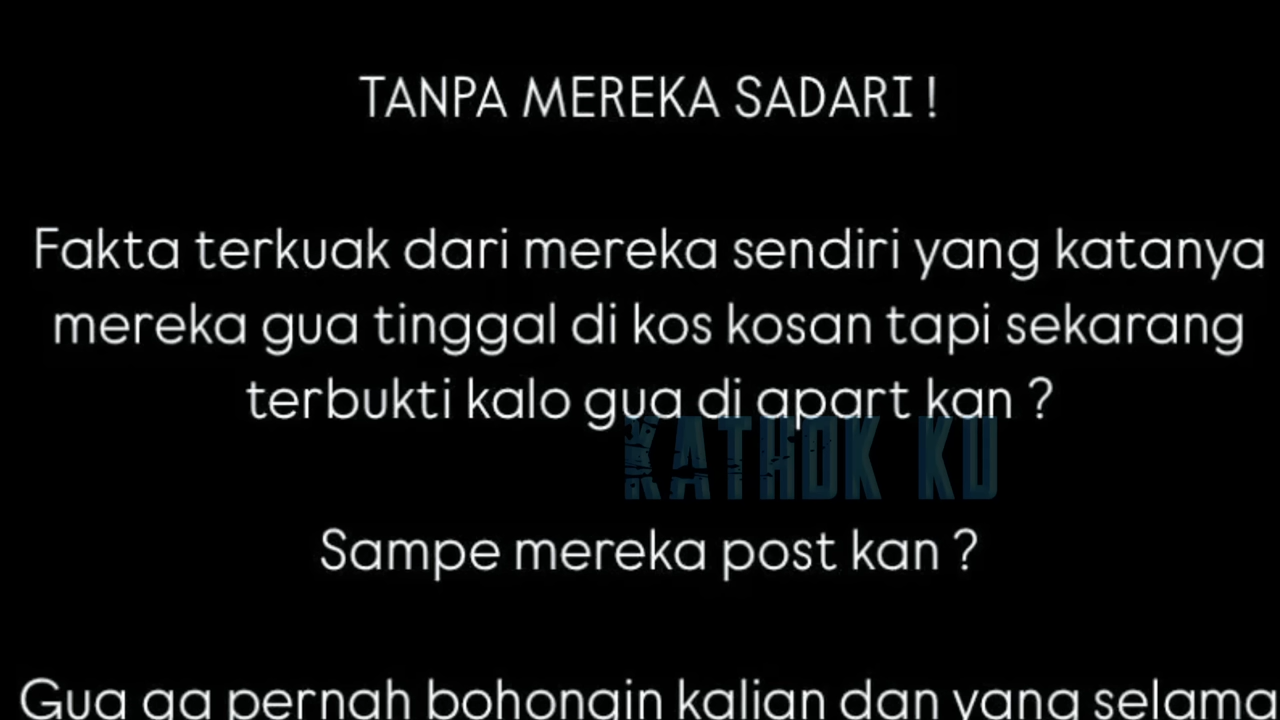 TANPA MEREKA SADARI !
Fakta terkuak dari mereka sendiri yang katanya
mereka gua tinggal di kos kosan tapi sekarang
terbukti kalo gua di apart kan ?
KATHOK KU
Sampe mereka post kan ?
Gua ga pernah bohongin kalian dan yang selama